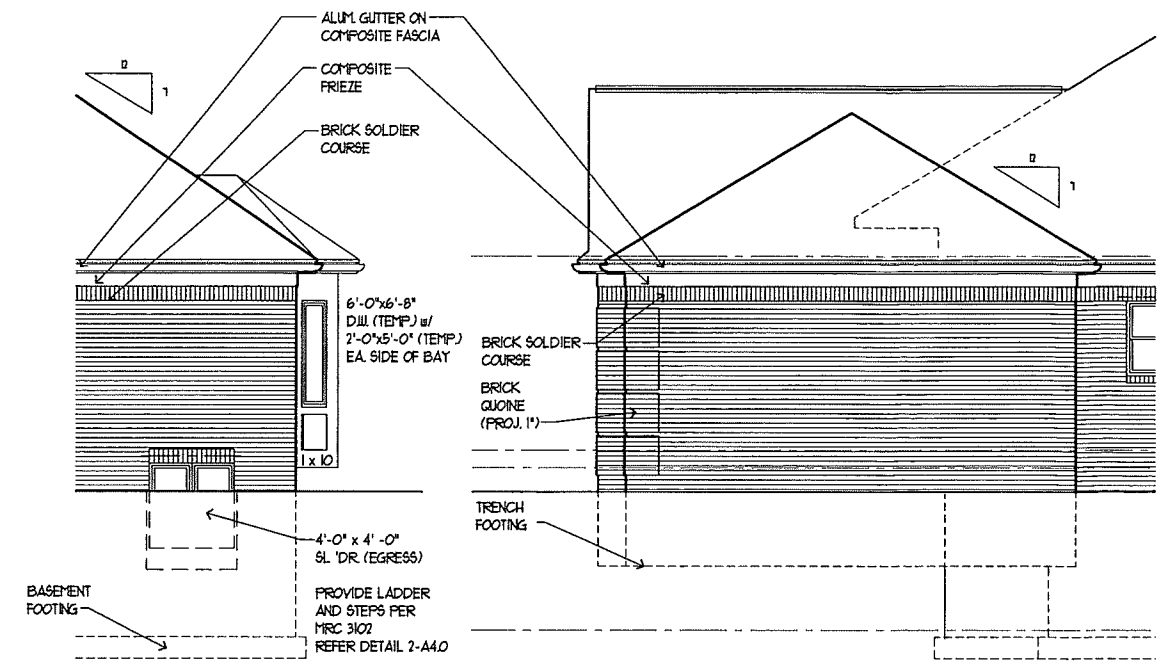 ALUM. GUTTER ON
COMPOSITE FASCIA
12
7
COMPOSITE
FRIEZE
BRICK SOLDIER
COURSE
12
7
6'-0"x6'-8"
D.W. (TEMP.) w/
2'-0"x5'-0" (TEMP.)
EA. SIDE OF BAY
1 x 10
BRICK SOLDIER
COURSE
BRICK
QUOINE
(PROJ. 1")
TRENCH
FOOTING
4'-0" x 4' -0"
SL 'DR. (EGRESS)
BASEMENT
FOOTING
PROVIDE LADDER
AND STEPS PER
MRC 3102
REFER DETAIL 2-A4.0